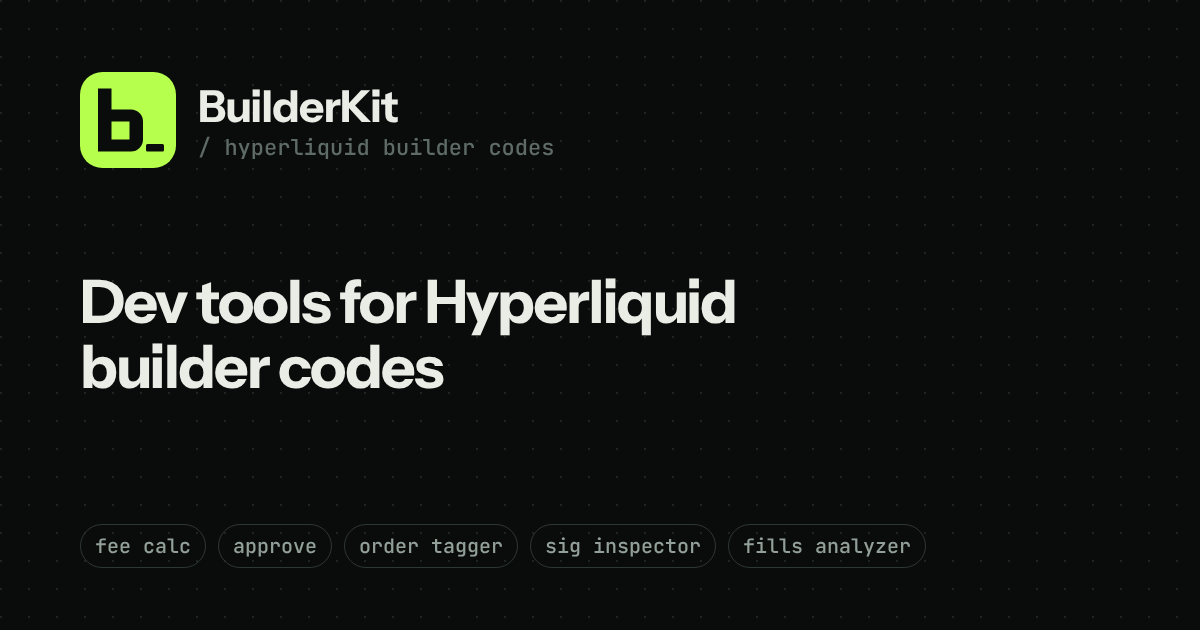 b_
BuilderKit
/ hyperliquid builder codes
Dev tools for Hyperliquid
builder codes
fee calc approve order tagger sig inspector fills analyzer